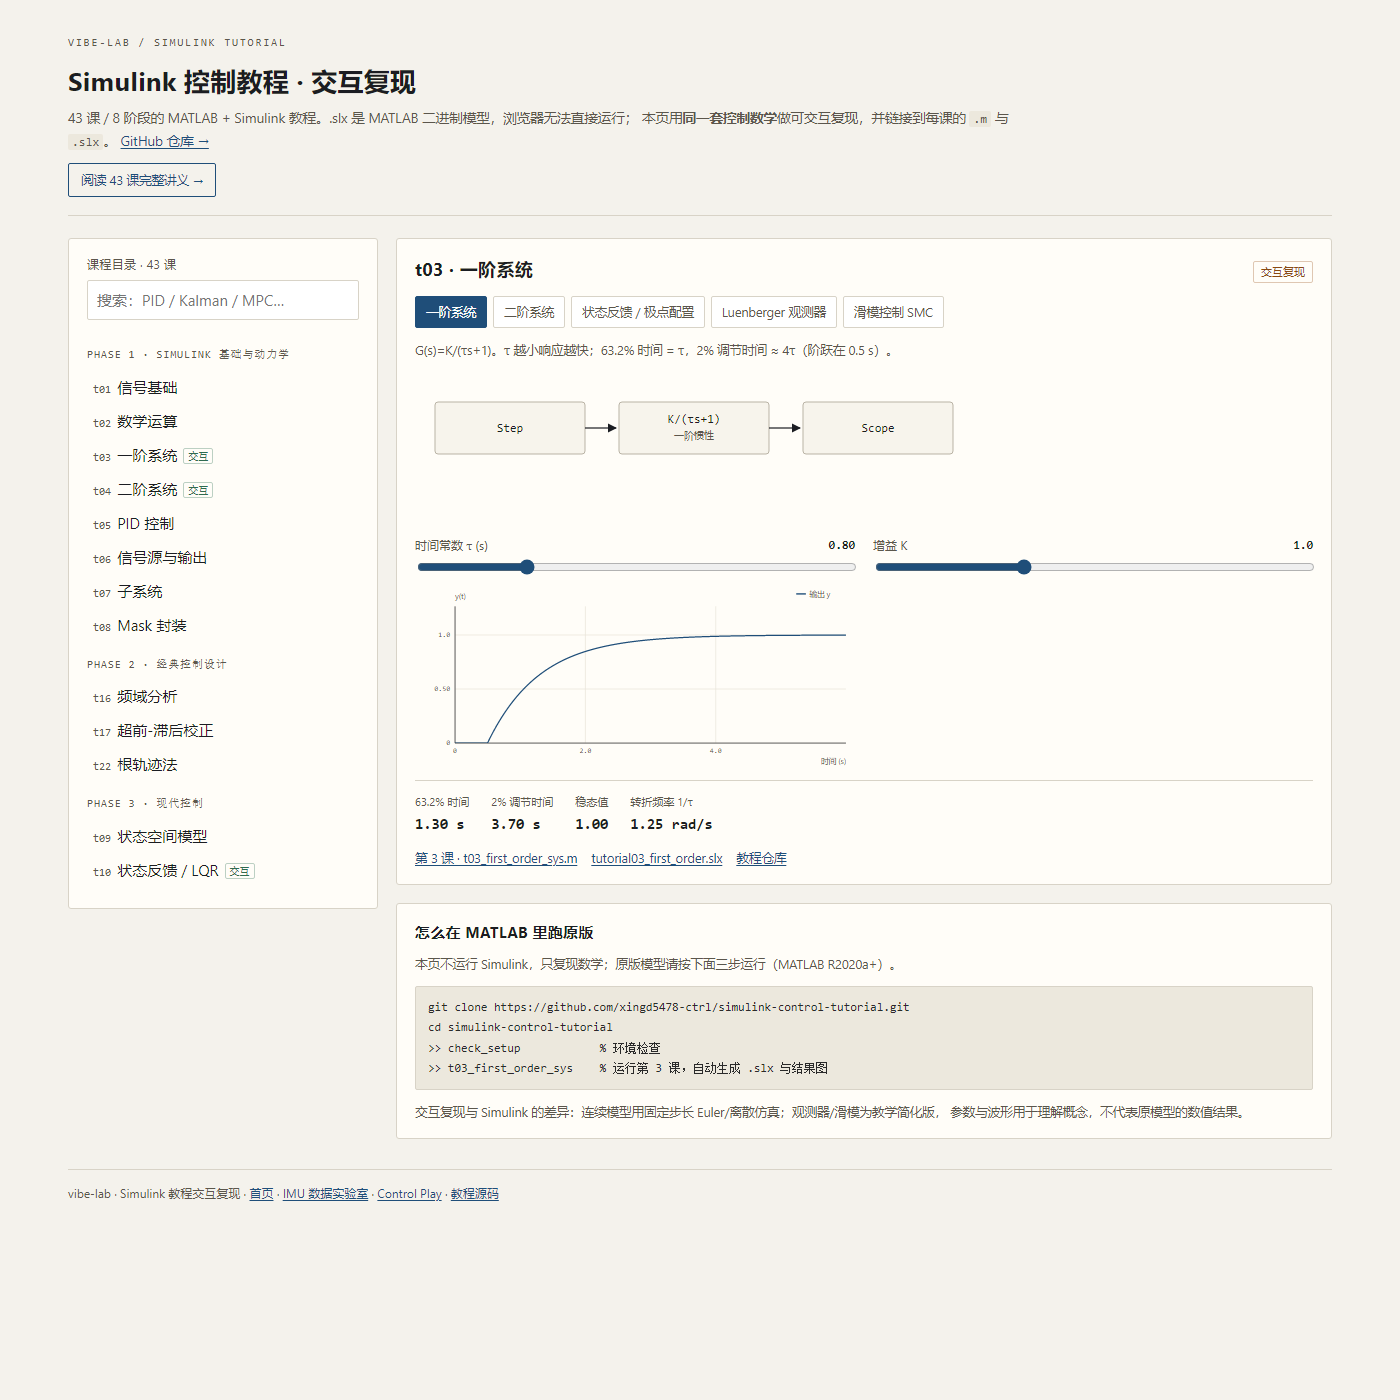 VIBE-LAB / SIMULINK TUTORIAL
Simulink 控制教程 · 交互复现
43 课 / 8 阶段的 MATLAB + Simulink 教程。.slx 是 MATLAB 二进制模型，浏览器无法直接运行； 本页用同一套控制数学做可交互复现，并链接到每课的 .m 与
.slx。 GitHub 仓库 →
阅读 43 课完整讲义 →
课程目录 · 43 课
搜索：PID / Kalman / MPC...
PHASE 1 · SIMULINK 基础与动力学
t01 信号基础
t02 数学运算
t03 一阶系统 交互
t04 二阶系统 交互
t05 PID 控制
t06 信号源与输出
t07 子系统
t08 Mask 封装
PHASE 2 · 经典控制设计
t16 频域分析
t17 超前-滞后校正
t22 根轨迹法
PHASE 3 · 现代控制
t09 状态空间模型
t10 状态反馈 / LQR 交互
t03 · 一阶系统
交互复现
一阶系统 二阶系统 状态反馈 / 极点配置 Luenberger 观测器 滑模控制 SMC
G(s)=K/(τs+1)。τ 越小响应越快；63.2% 时间 = τ，2% 调节时间 ≈ 4τ（阶跃在 0.5 s）。
Step
K/(τs+1)
一阶惯性
Scope
时间常数 τ (s) 0.80
增益 K 1.0
y(t)
输出 y
1.0
0.50
0
0 2.0 4.0
时间 (s)
63.2% 时间 2% 调节时间 稳态值 转折频率 1/τ
1.30 s 3.70 s 1.00 1.25 rad/s
第 3 课 · t03_first_order_sys.m tutorial03_first_order.slx 教程仓库
怎么在 MATLAB 里跑原版
本页不运行 Simulink，只复现数学；原版模型请按下面三步运行（MATLAB R2020a+）。
git clone https://github.com/xingd5478-ctrl/simulink-control-tutorial.git
cd simulink-control-tutorial
>> check_setup % 环境检查
>> t03_first_order_sys % 运行第 3 课，自动生成 .slx 与结果图
交互复现与 Simulink 的差异：连续模型用固定步长 Euler/离散仿真；观测器/滑模为教学简化版， 参数与波形用于理解概念，不代表原模型的数值结果。
vibe-lab · Simulink 教程交互复现 · 首页 · IMU 数据实验室 · Control Play · 教程源码